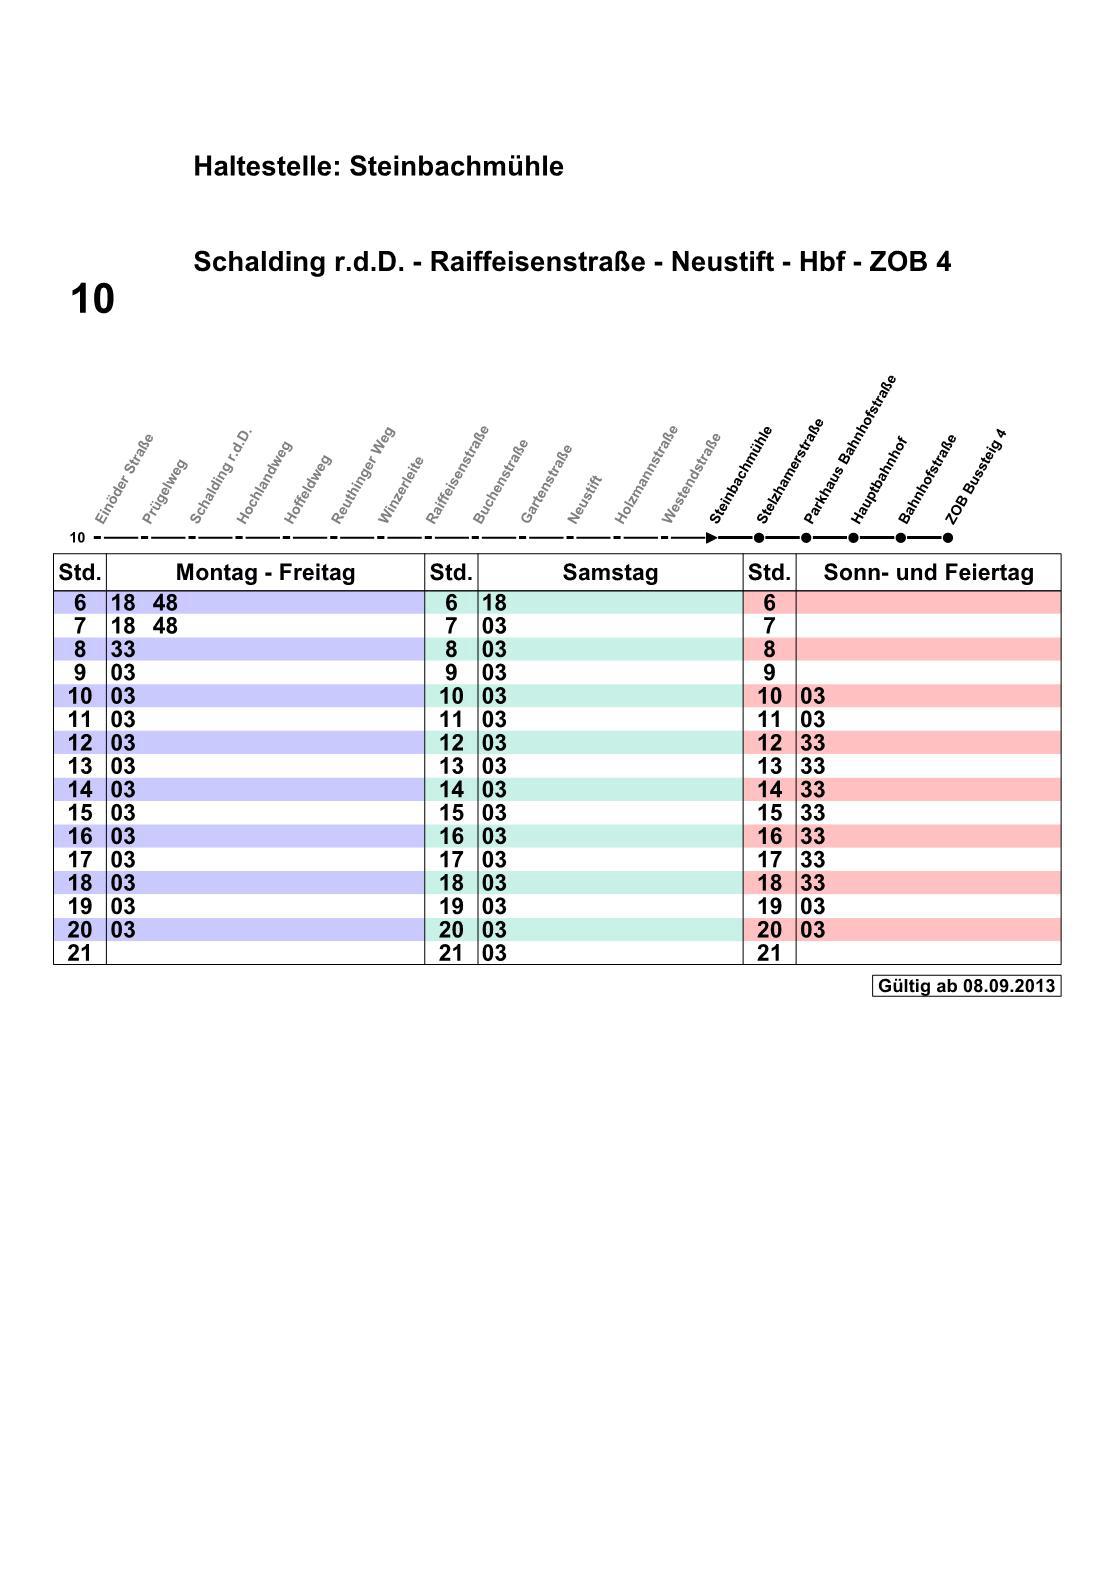 Haltestelle: Steinbachmühle
Schalding r.d.D. - Raiffeisenstraße - Neustift - Hbf - ZOB 4
10
Einöder Straße
Prügelweg
Schalding r.d.D.
Hochlandweg
Hoffeldweg
Reuthinger Weg
Winzerleite
Raiffeisenstraße
Buchenstraße
Gartenstraße
Neustift
Holzmannstraße
Westendstraße
Steinbachmühle
Stelzhamerstraße
Parkhaus Bahnhofstraße
Hauptbahnhof
Bahnhofstraße
ZOB Bussteig 4
10
Std. Montag - Freitag Std. Samstag Std. Sonn- und Feiertag
6 18 48 6 18 6
7 18 48 7 03 7
8 33 8 03 8
9 03 9 03 9
10 03 10 03 10 03
11 03 11 03 11 03
12 03 12 03 12 33
13 03 13 03 13 33
14 03 14 03 14 33
15 03 15 03 15 33
16 03 16 03 16 33
17 03 17 03 17 33
18 03 18 03 18 33
19 03 19 03 19 03
20 03 20 03 20 03
21 21 03 21
Gültig ab 08.09.2013